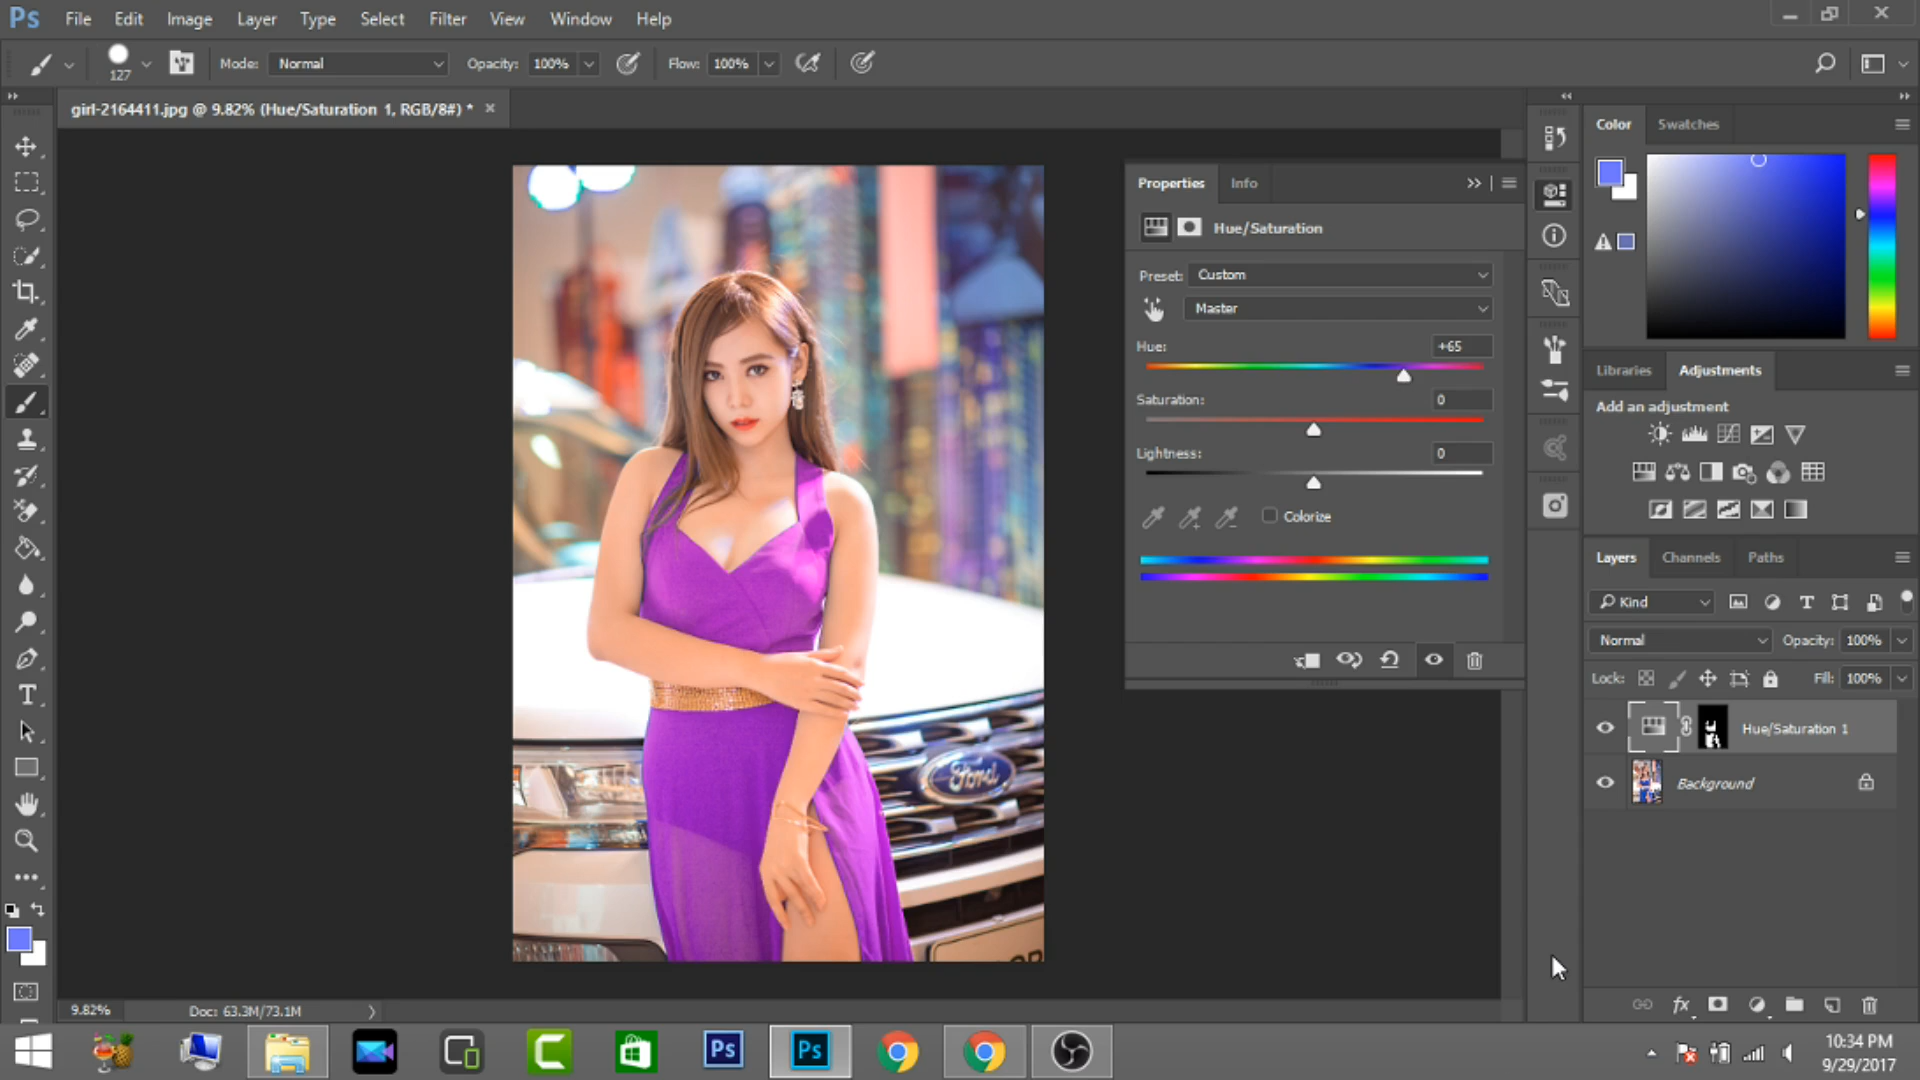 Ps File Edit Image Layer Type Select Filter View Window Help
127 Mode: Normal Opacity: 100% Flow: 100%
girl-2164411.jpg @ 9.82% (Hue/Saturation 1, RGB/8#) *
Color Swatches
Properties Info
Hue/Saturation
Preset: Custom
Master
Hue: +65
Saturation: 0
Lightness: 0
Colorize
Libraries Adjustments
Add an adjustment
Layers Channels Paths
Kind
Normal Opacity: 100%
Lock: Fill: 100%
Hue/Saturation 1
Background
Ford
9.82% Doc: 63.3M/73.1M
Ps Ps
10:34 PM
9/29/2017